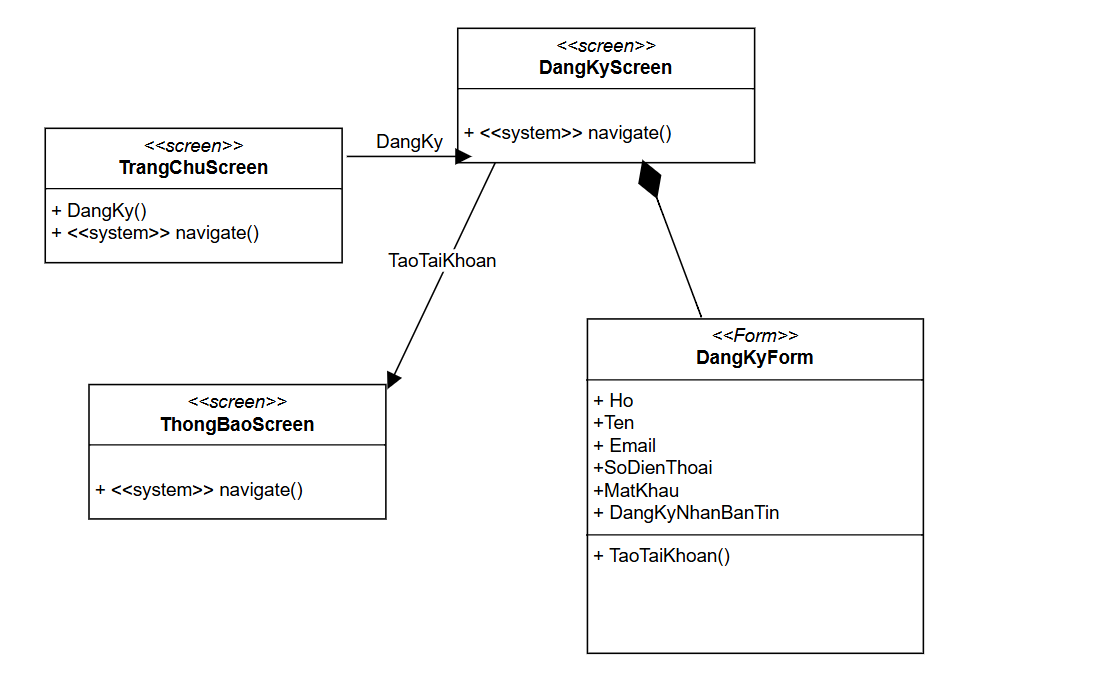 <<screen>>
DangKyScreen
+ <<system>> navigate()
<<screen>>
TrangChuScreen
+ DangKy()
+ <<system>> navigate()
DangKy
TaoTaiKhoan
<<screen>>
ThongBaoScreen
+ <<system>> navigate()
<<Form>>
DangKyForm
+ Ho
+Ten
+ Email
+SoDienThoai
+MatKhau
+ DangKyNhanBanTin
+ TaoTaiKhoan()